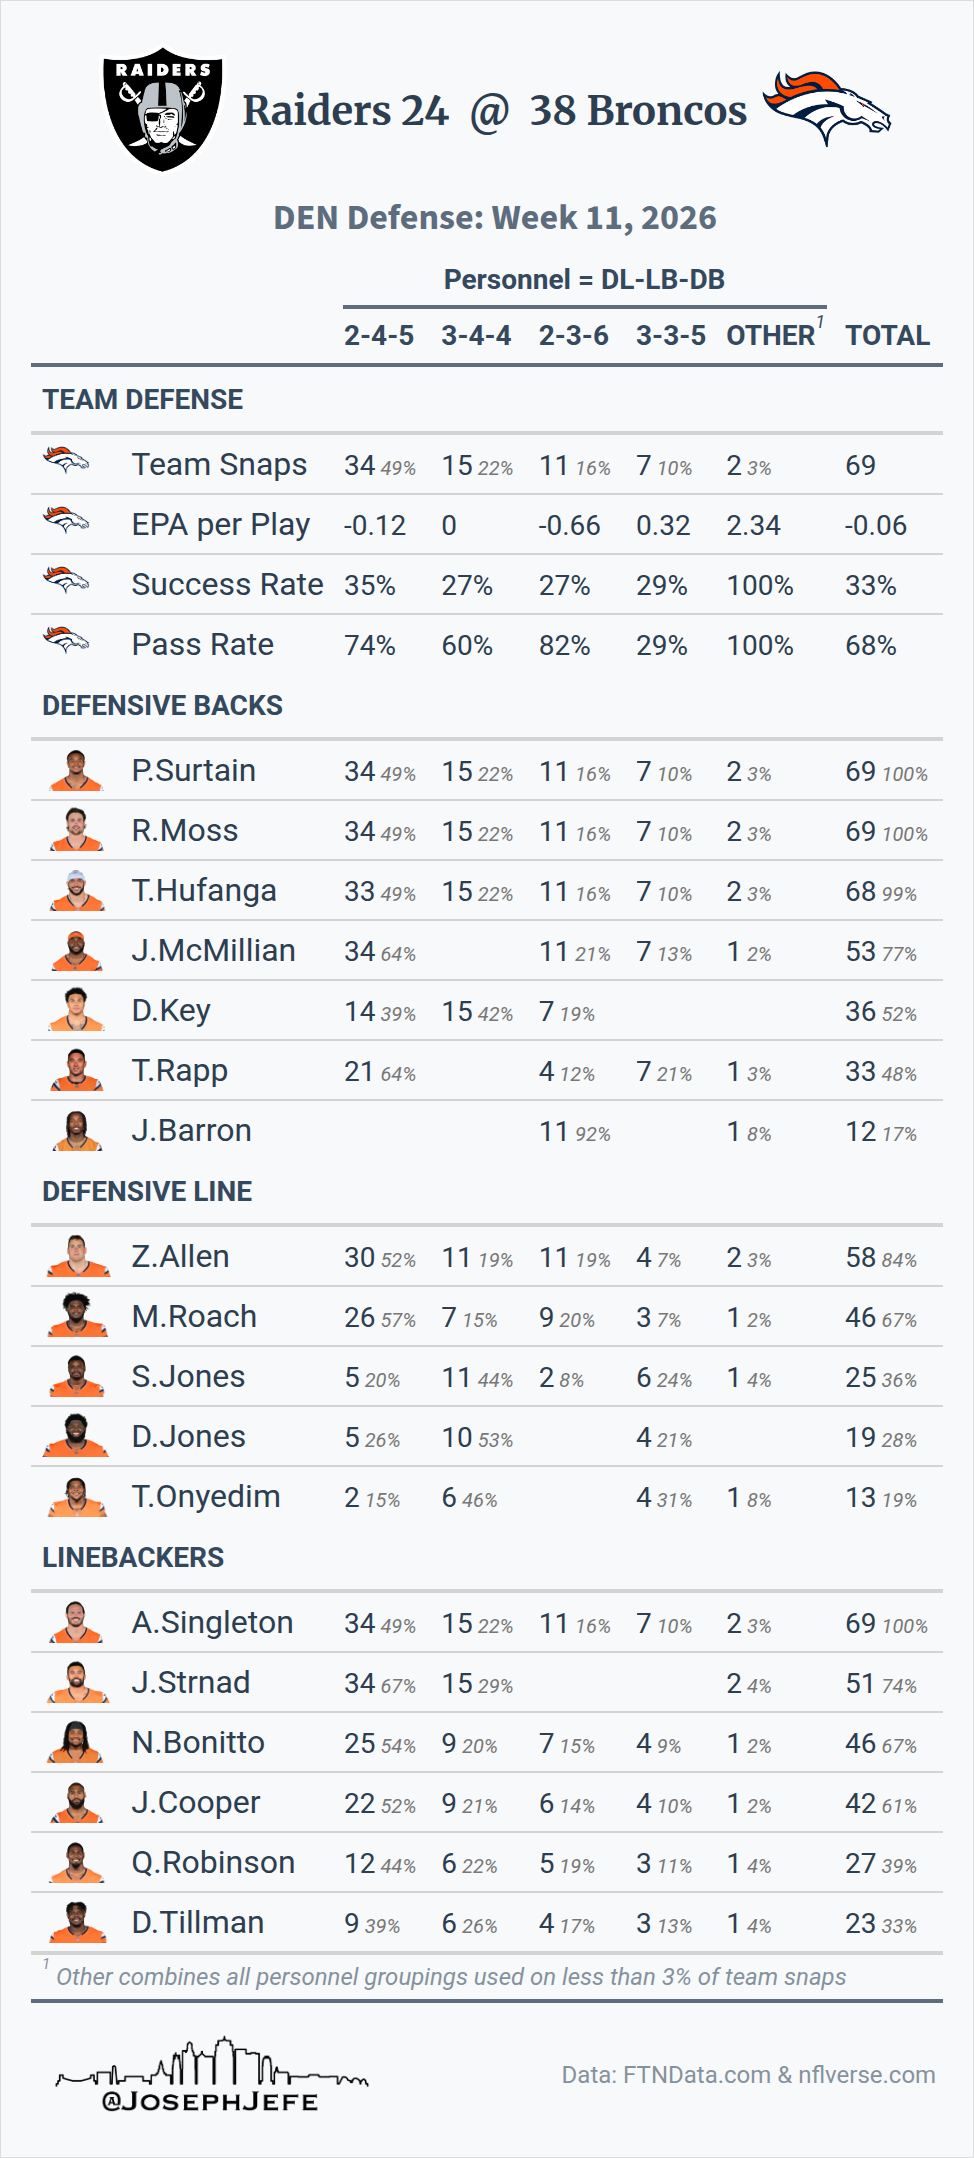 RAIDERS
Raiders 24 @ 38 Broncos
DEN Defense: Week 11, 2026
Personnel = DL-LB-DB
2-4-5 3-4-4 2-3-6 3-3-5 OTHER1 TOTAL
TEAM DEFENSE
Team Snaps 34 49% 15 22% 11 16% 7 10% 2 3% 69
EPA per Play -0.12 0 -0.66 0.32 2.34 -0.06
Success Rate 35% 27% 27% 29% 100% 33%
Pass Rate 74% 60% 82% 29% 100% 68%
DEFENSIVE BACKS
P.Surtain 34 49% 15 22% 11 16% 7 10% 2 3% 69 100%
R.Moss 34 49% 15 22% 11 16% 7 10% 2 3% 69 100%
T.Hufanga 33 49% 15 22% 11 16% 7 10% 2 3% 68 99%
J.McMillian 34 64% 11 21% 7 13% 1 2% 53 77%
D.Key 14 39% 15 42% 7 19% 36 52%
T.Rapp 21 64% 4 12% 7 21% 1 3% 33 48%
J.Barron 11 92% 1 8% 12 17%
DEFENSIVE LINE
Z.Allen 30 52% 11 19% 11 19% 4 7% 2 3% 58 84%
M.Roach 26 57% 7 15% 9 20% 3 7% 1 2% 46 67%
S.Jones 5 20% 11 44% 2 8% 6 24% 1 4% 25 36%
D.Jones 5 26% 10 53% 4 21% 19 28%
T.Onyedim 2 15% 6 46% 4 31% 1 8% 13 19%
LINEBACKERS
A.Singleton 34 49% 15 22% 11 16% 7 10% 2 3% 69 100%
J.Strnad 34 67% 15 29% 2 4% 51 74%
N.Bonitto 25 54% 9 20% 7 15% 4 9% 1 2% 46 67%
J.Cooper 22 52% 9 21% 6 14% 4 10% 1 2% 42 61%
Q.Robinson 12 44% 6 22% 5 19% 3 11% 1 4% 27 39%
D.Tillman 9 39% 6 26% 4 17% 3 13% 1 4% 23 33%
1 Other combines all personnel groupings used on less than 3% of team snaps
@JOSEPHJEFE
Data: FTNData.com & nflverse.com